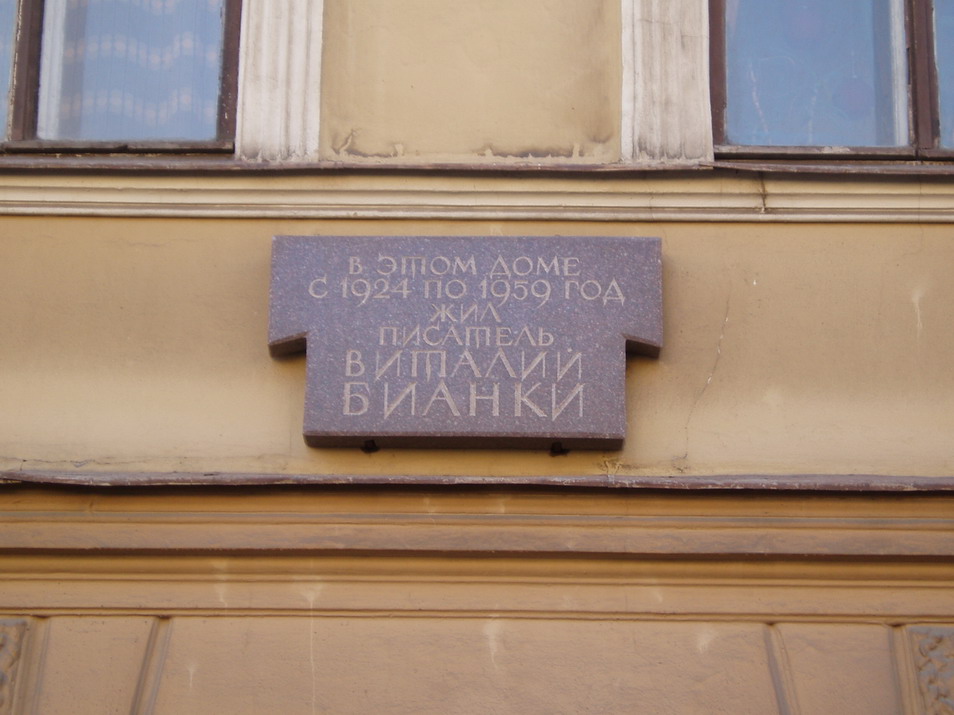 В ЭТОМ ДОМЕ
С 1924 ПО 1959 ГОД
ЖИЛ
ПИСАТЕЛЬ
ВИТАЛИЙ
БИАНКИ